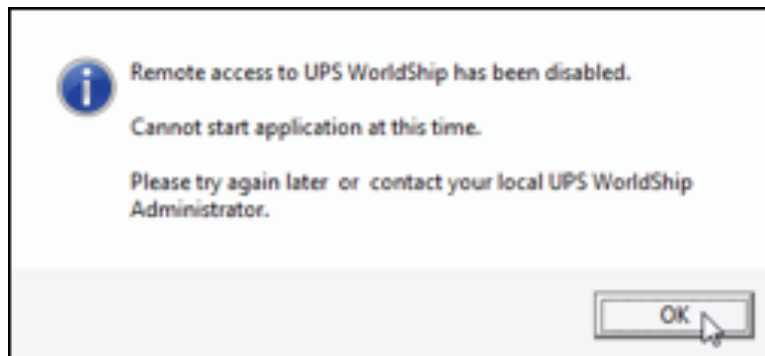 Remote access to UPS WorldShip has been disabled.
Cannot start application at this time.
Please try again later or contact your local UPS WorldShip
Administrator.
OK